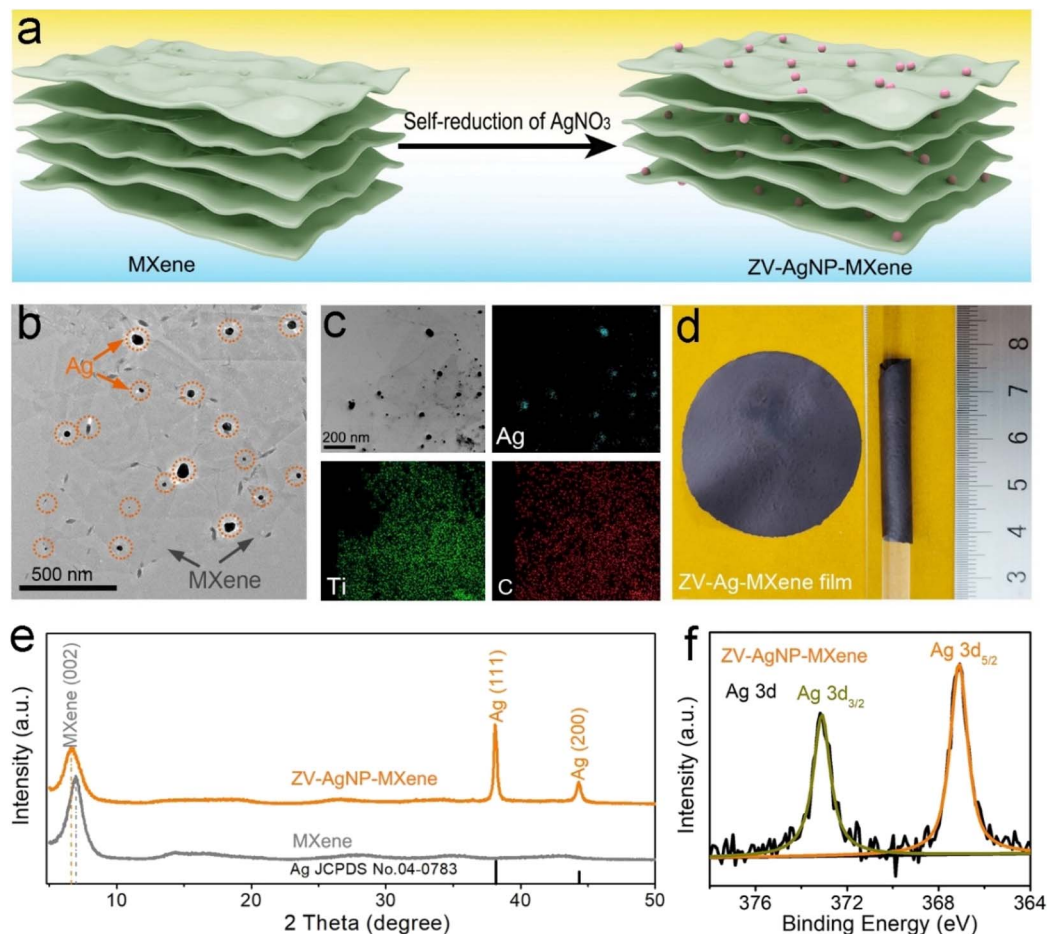 a
Self-reduction of AgNO₃
MXene
ZV-AgNP-MXene
b
Ag
MXene
500 nm
c
200 nm
Ag
Ti
C
d
ZV-Ag-MXene film
8
7
6
5
4
3
e
Intensity (a.u.)
MXene (002)
Ag (111)
Ag (200)
ZV-AgNP-MXene
MXene
Ag JCPDS No.04-0783
10 20 30 40 50
2 Theta (degree)
f
Intensity (a.u.)
ZV-AgNP-MXene
Ag 3d₅/₂
Ag 3d
Ag 3d₃/₂
376 372 368 364
Binding Energy (eV)